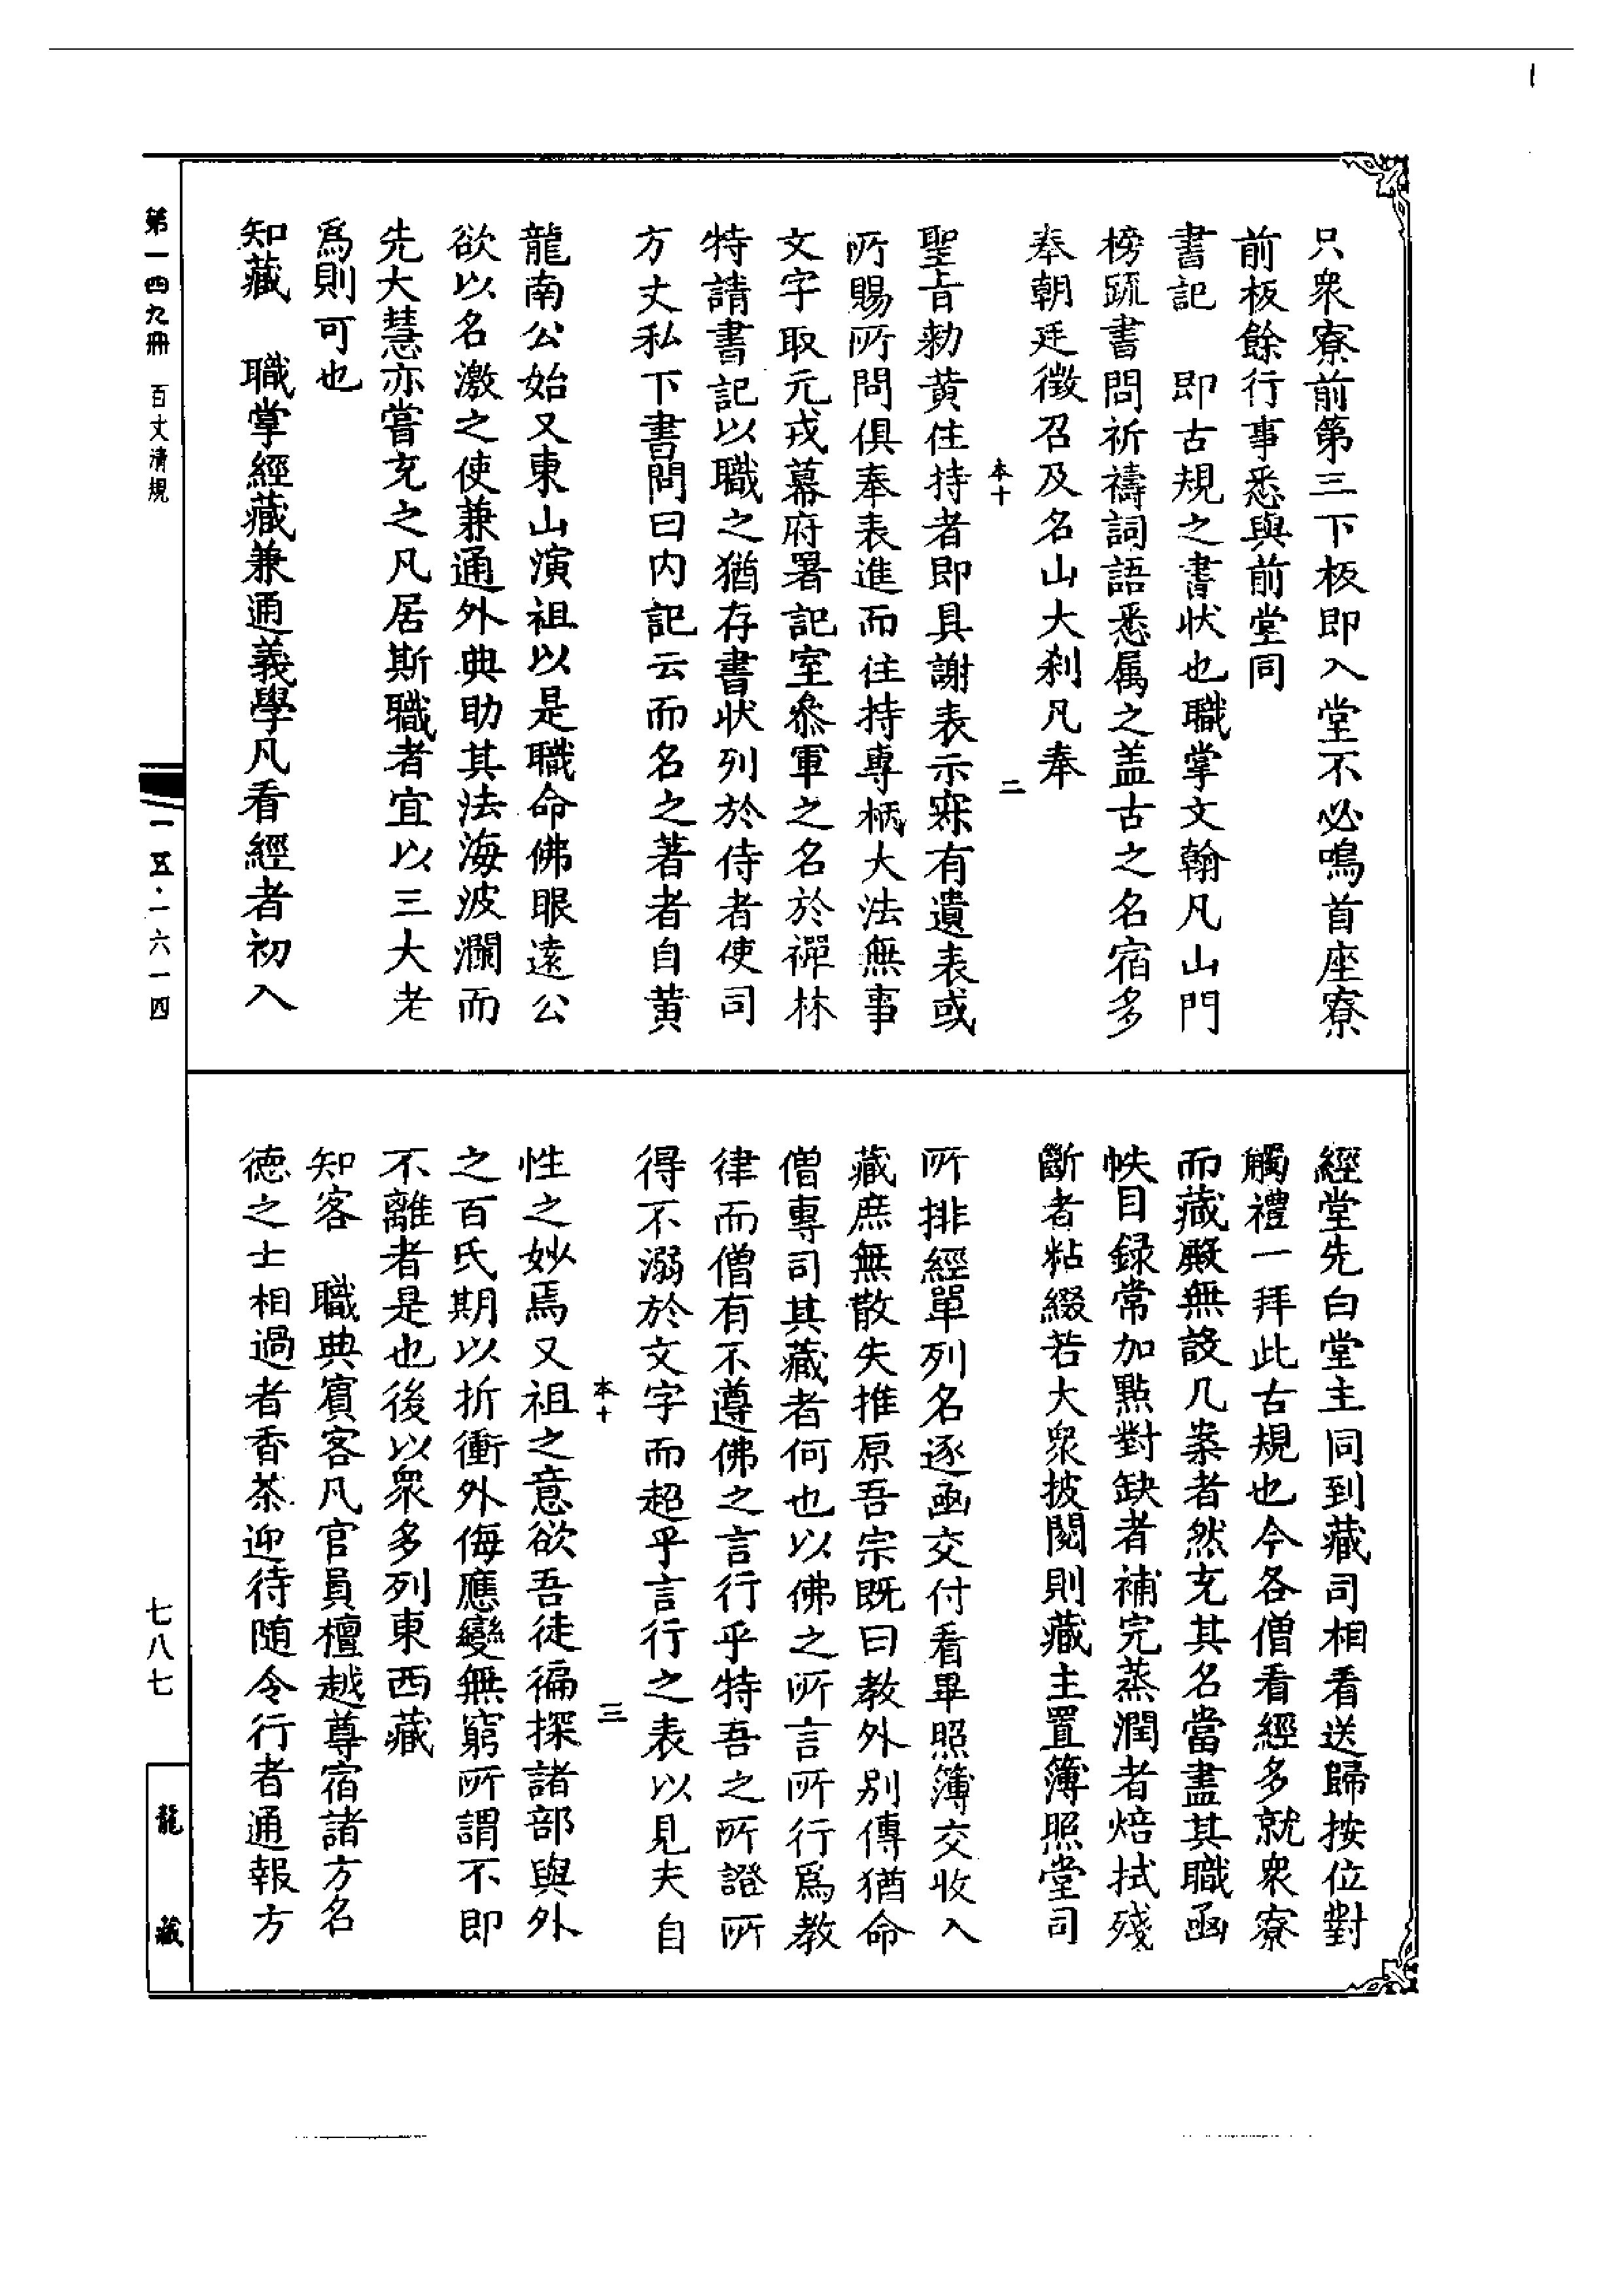 只衆寮前第三下板即入堂不必鳴首座寮
前板餘行事悉與前堂同
書記　即古規之書狀也職掌文翰凡山門
榜疏書問祈禱詞語悉属之盖古之名宿多
奉朝廷徵召及名山大刹凡奉
本十　二
聖旨勅黄住持者即具謝表示寂有遺表或
所賜所問俱奉表進而住持專柄大法無事
文字取元戎幕府署記室叅軍之名於禪林
特請書記以職之猶存書狀列於侍者使司
方丈私下書問曰内記云而名之著者自黄
龍南公始又東山演祖以是職命佛眼遠公
欲以名激之使兼通外典助其法海波瀾而
先大慧亦嘗充之凡居斯職者宜以三大老
爲則可也
知藏　職掌經藏兼通義學凡看經者初入
經堂先白堂主同到藏司相看送歸按位對
觸禮一拜此古規也今各僧看經多就衆寮
而藏殿無設几案者然充其名當盡其職函
帙目録常加點對缺者補完蒸潤者焙拭殘
斷者粘綴若大衆披閱則藏主置簿照堂司
所排經單列名逐函交付看畢照簿交收入
藏庶無散失推原吾宗既曰教外別傳猶命
僧專司其藏者何也以佛之所言所行爲教
律而僧有不遵佛之言行乎特吾之所證所
得不溺於文字而超乎言行之表以見夫自
本十　三
性之妙焉又祖之意欲吾徒徧探諸部與外
之百氏期以折衝外侮應變無窮所謂不即
不離者是也後以衆多列東西藏
知客　職典賓客凡官員檀越尊宿諸方名
德之士相過者香茶迎待随令行者通報方
第一四九冊　百丈清規
一五·一六一四
七八七
龍藏